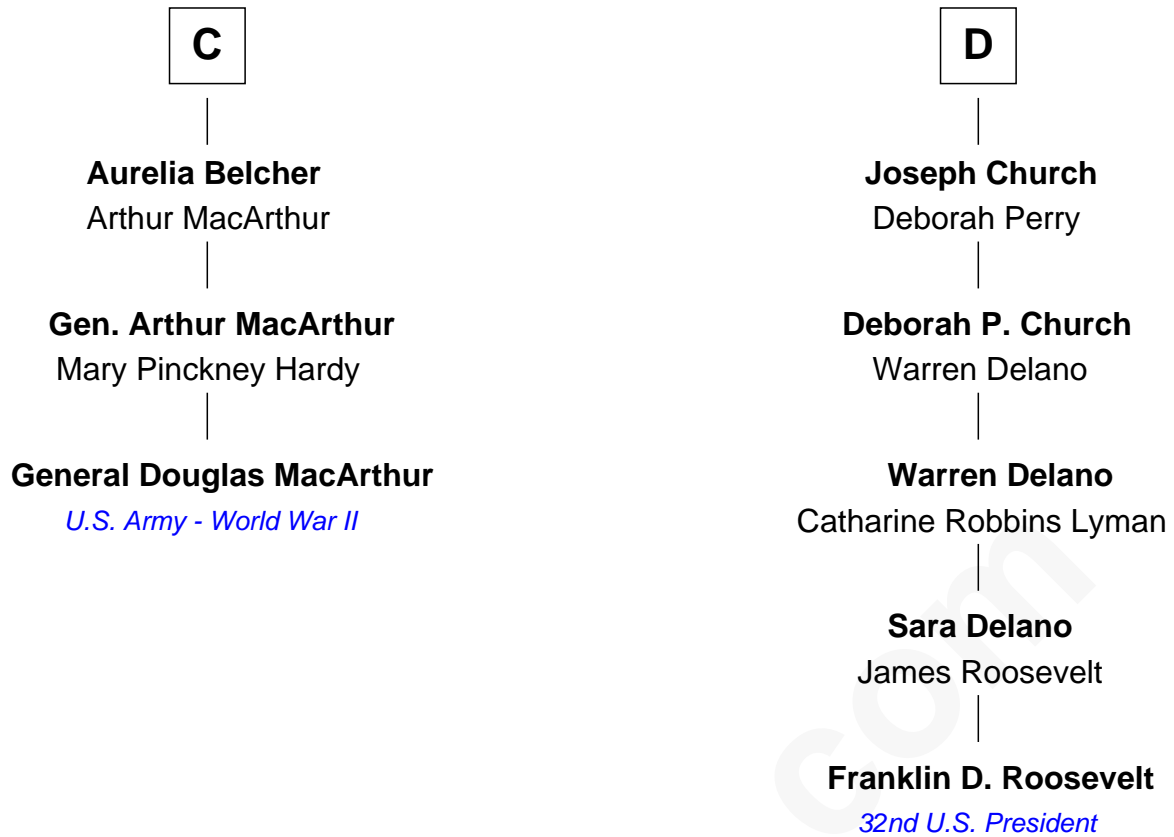 C
Aurelia Belcher
Arthur MacArthur
Gen. Arthur MacArthur
Mary Pinckney Hardy
General Douglas MacArthur
U.S. Army - World War II
D
Joseph Church
Deborah Perry
Deborah P. Church
Warren Delano
Warren Delano
Catharine Robbins Lyman
Sara Delano
James Roosevelt
Franklin D. Roosevelt
32nd U.S. President
com